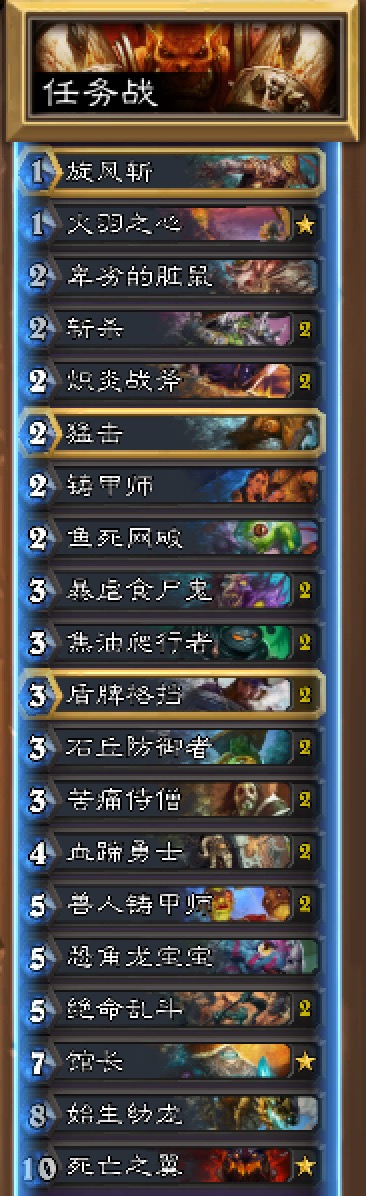 任务战
1 旋风斩
1 火羽之心
2 卑劣的脏鼠
2 斩杀 2
2 炽炎战斧 2
2 猛击
2 铸甲师
2 鱼死网破
3 暴虐食尸鬼 2
3 焦油爬行者 2
3 盾牌格挡 2
3 石丘防御者 2
3 苦痛侍僧 2
4 血蹄勇士 2
5 兽人铸甲师 2
5 恐角龙宝宝
5 绝命乱斗 2
7 馆长
8 始生幼龙
10 死亡之翼